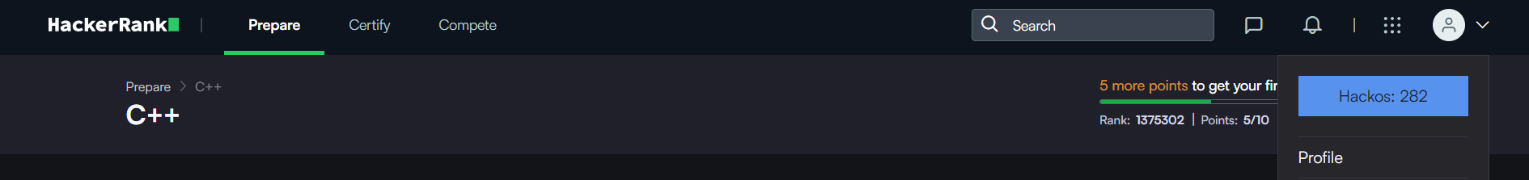 HackerRank | Prepare Certify Compete Search
Prepare > C++
C++
5 more points to get your
Rank: 1375302 | Points: 5/10
Hackos: 282
Profile